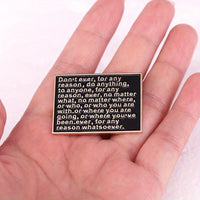 Don't ever, for any
reason, do anything,
to anyone, for any
reason, ever, no matter
what, no matter where,
or who, or who you are
with.or where you are
going, or where you've
been.ever, for any
reason whatsoever.